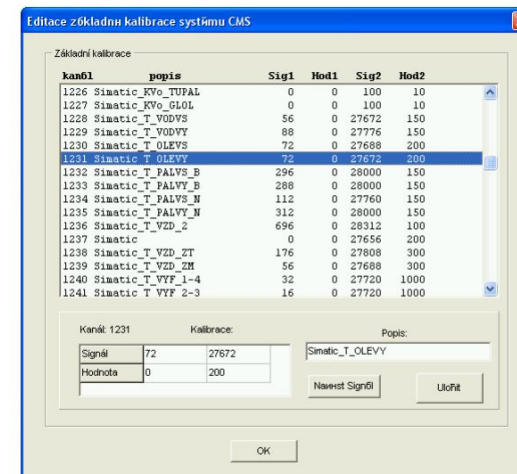 Editace zбkladnн kalibrace systйmu CMS
Základní kalibrace
kanбl popis Sig1 Hod1 Sig2 Hod2
1226 Simatic_KVo_TUPAL 0 0 100 10
1227 Simatic_KVo_GLOL 0 0 100 10
1228 Simatic_T_VODVS 56 0 27672 150
1229 Simatic_T_VODVY 88 0 27776 150
1230 Simatic_T_OLEVS 72 0 27688 200
1231 Simatic_T_OLEVY 72 0 27672 200
1232 Simatic_T_PALVS_B 296 0 28000 150
1233 Simatic_T_PALVY_B 288 0 28000 150
1234 Simatic_T_PALVS_N 112 0 27760 150
1235 Simatic_T_PALVY_N 312 0 28000 150
1236 Simatic_T_VZD_2 696 0 28312 100
1237 Simatic 0 0 27656 200
1238 Simatic_T_VZD_ZT 176 0 27808 300
1239 Simatic_T_VZD_ZM 56 0 27688 300
1240 Simatic_T_VYF_1-4 32 0 27720 1000
1241 Simatic_T_VYF_2-3 16 0 27720 1000
Kanál: 1231 Kalibrace: Popis:
Signál 72 27672 Simatic_T_OLEVY
Hodnota 0 200
Naинst Signбl Uloћit
OK